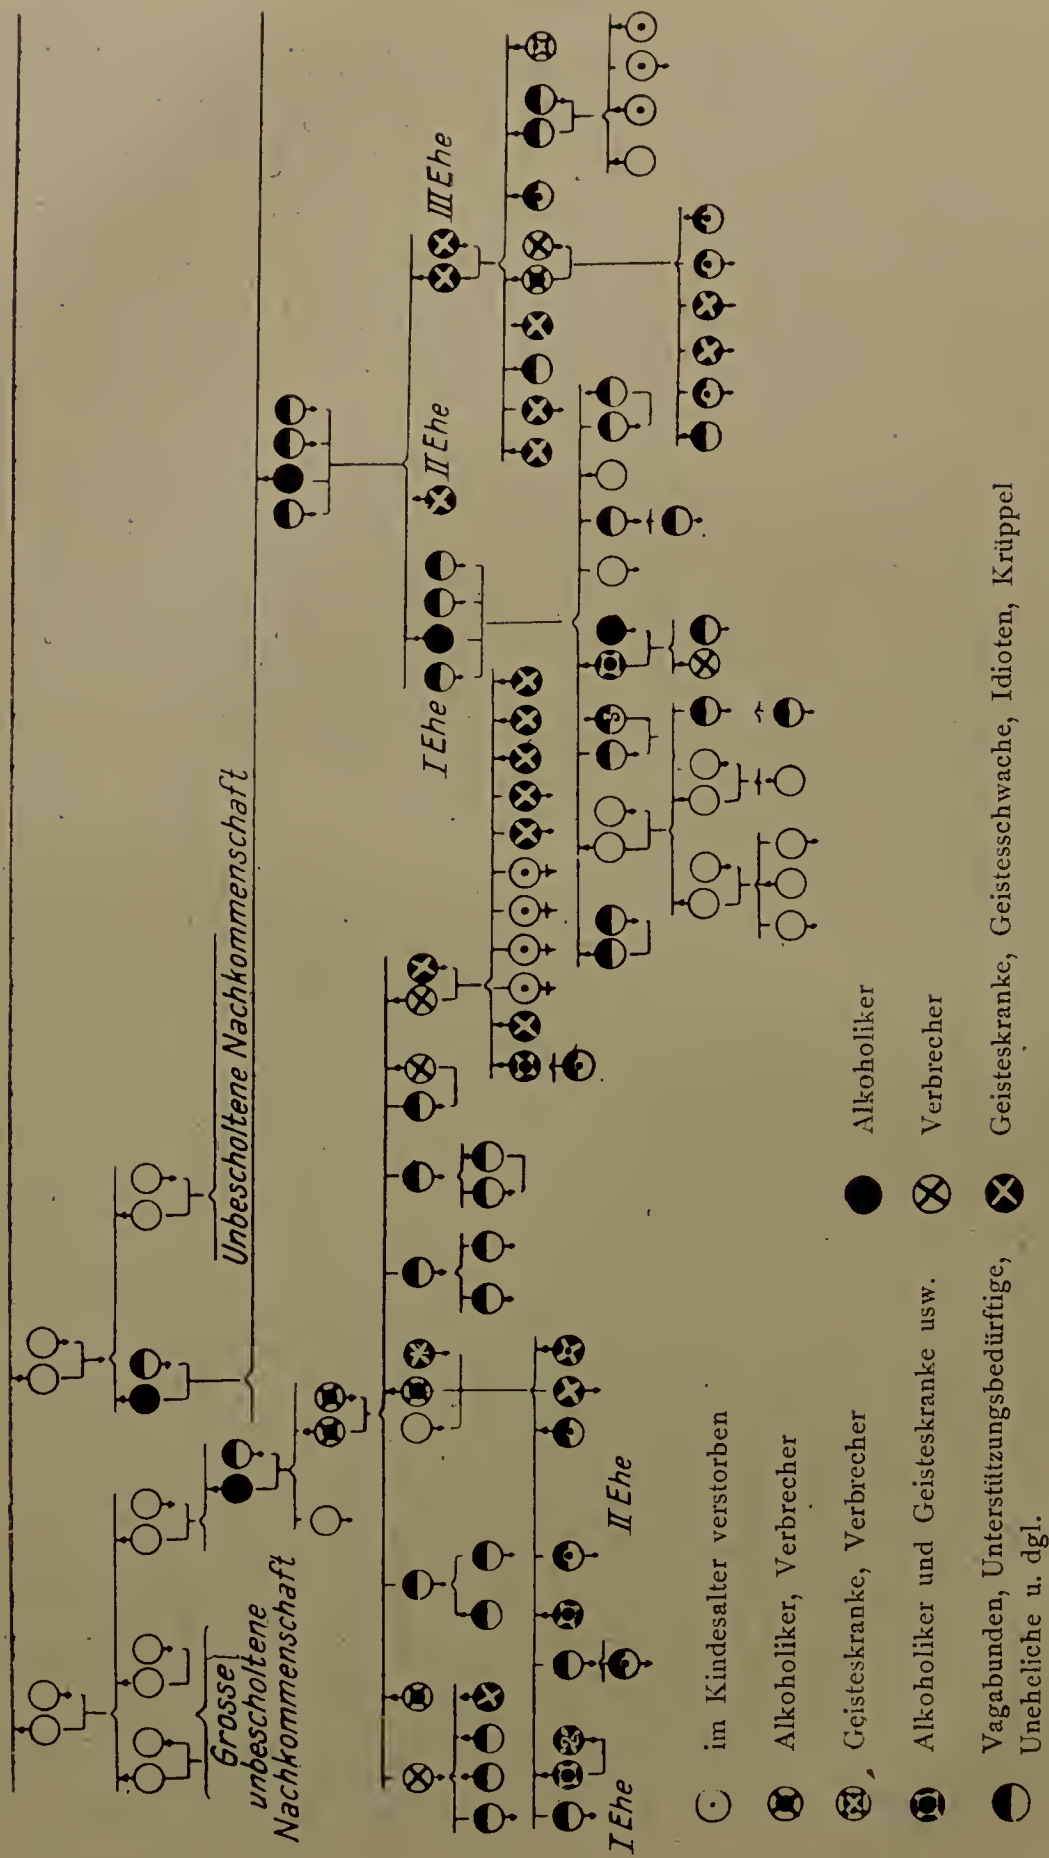 Unbescholtene Nachkommenschaft
Grosse
unbescholtene
Nachkommenschaft
I Ehe
II Ehe
III Ehe
I Ehe
II Ehe
im Kindesalter verstorben
Alkoholiker, Verbrecher
Geisteskranke, Verbrecher
Alkoholiker und Geisteskranke usw.
Vagabunden, Unterstützungsbedürftige,
Uneheliche u. dgl.
Alkoholiker
Verbrecher
Geisteskranke, Geistesschwache, Idioten, Krüppel